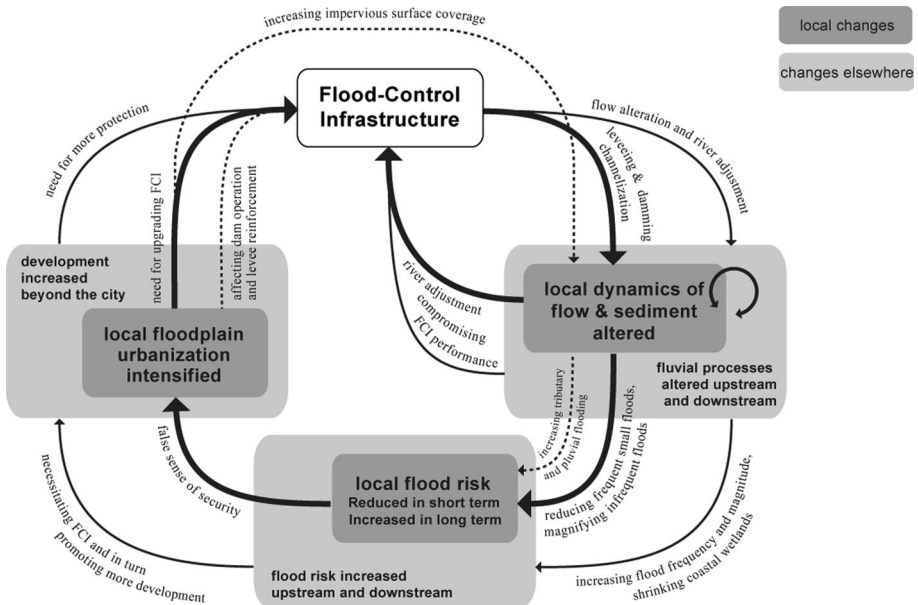 increasing impervious surface coverage
local changes
changes elsewhere
Flood-Control
Infrastructure
need for more protection
need for upgrading FCI
affecting dam operation
and levee reinforcement
flow alteration and river adjustment
leveeing & damming
channelization
development
increased
beyond the city
local floodplain
urbanization
intensified
river adjustment
compromising
FCI performance
local dynamics of
flow & sediment
altered
fluvial processes
altered upstream
and downstream
increasing tributary
and pluvial flooding
reducing frequent small floods,
magnifying infrequent floods
false sense of security
local flood risk
Reduced in short term
Increased in long term
flood risk increased
upstream and downstream
necessitating FCI and in turn
promoting more development
increasing flood frequency and magnitude,
shrinking coastal wetlands